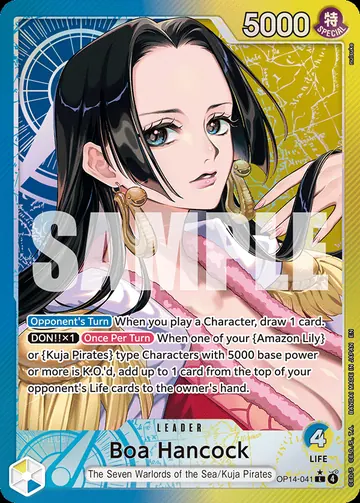 5000
特
SPECIAL
SAMPLE
Opponent's Turn When you play a Character, draw 1 card.
DON!!×1 Once Per Turn When one of your {Amazon Lily}
or {Kuja Pirates} type Characters with 5000 base power
or more is K.O.'d, add up to 1 card from the top of your
opponent's Life cards to the owner's hand.
LEADER
Boa Hancock
The Seven Warlords of the Sea/Kuja Pirates
4
LIFE
OP14-041 L 4